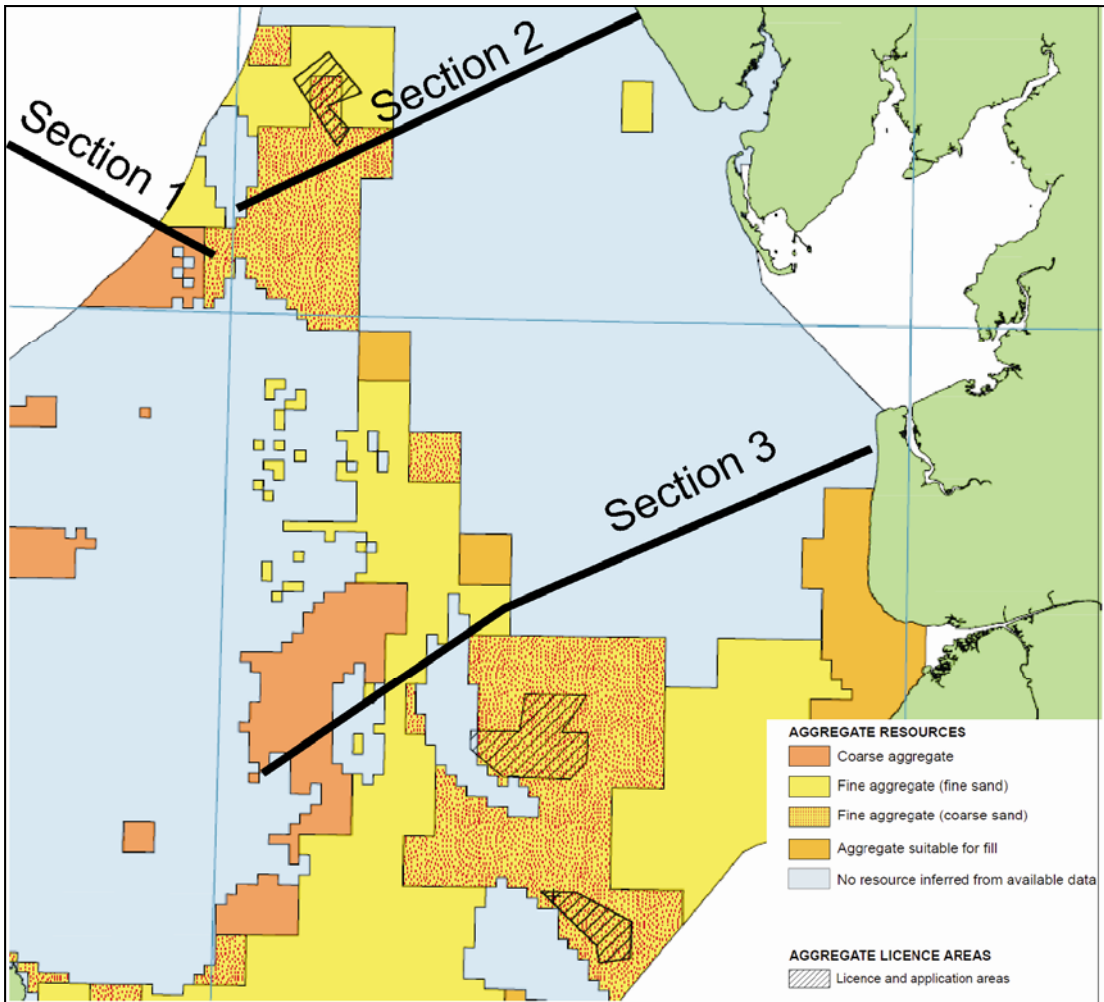 Section 2
Section 1
Section 3
AGGREGATE RESOURCES
Coarse aggregate
Fine aggregate (fine sand)
Fine aggregate (coarse sand)
Aggregate suitable for fill
No resource inferred from available data
AGGREGATE LICENCE AREAS
Licence and application areas